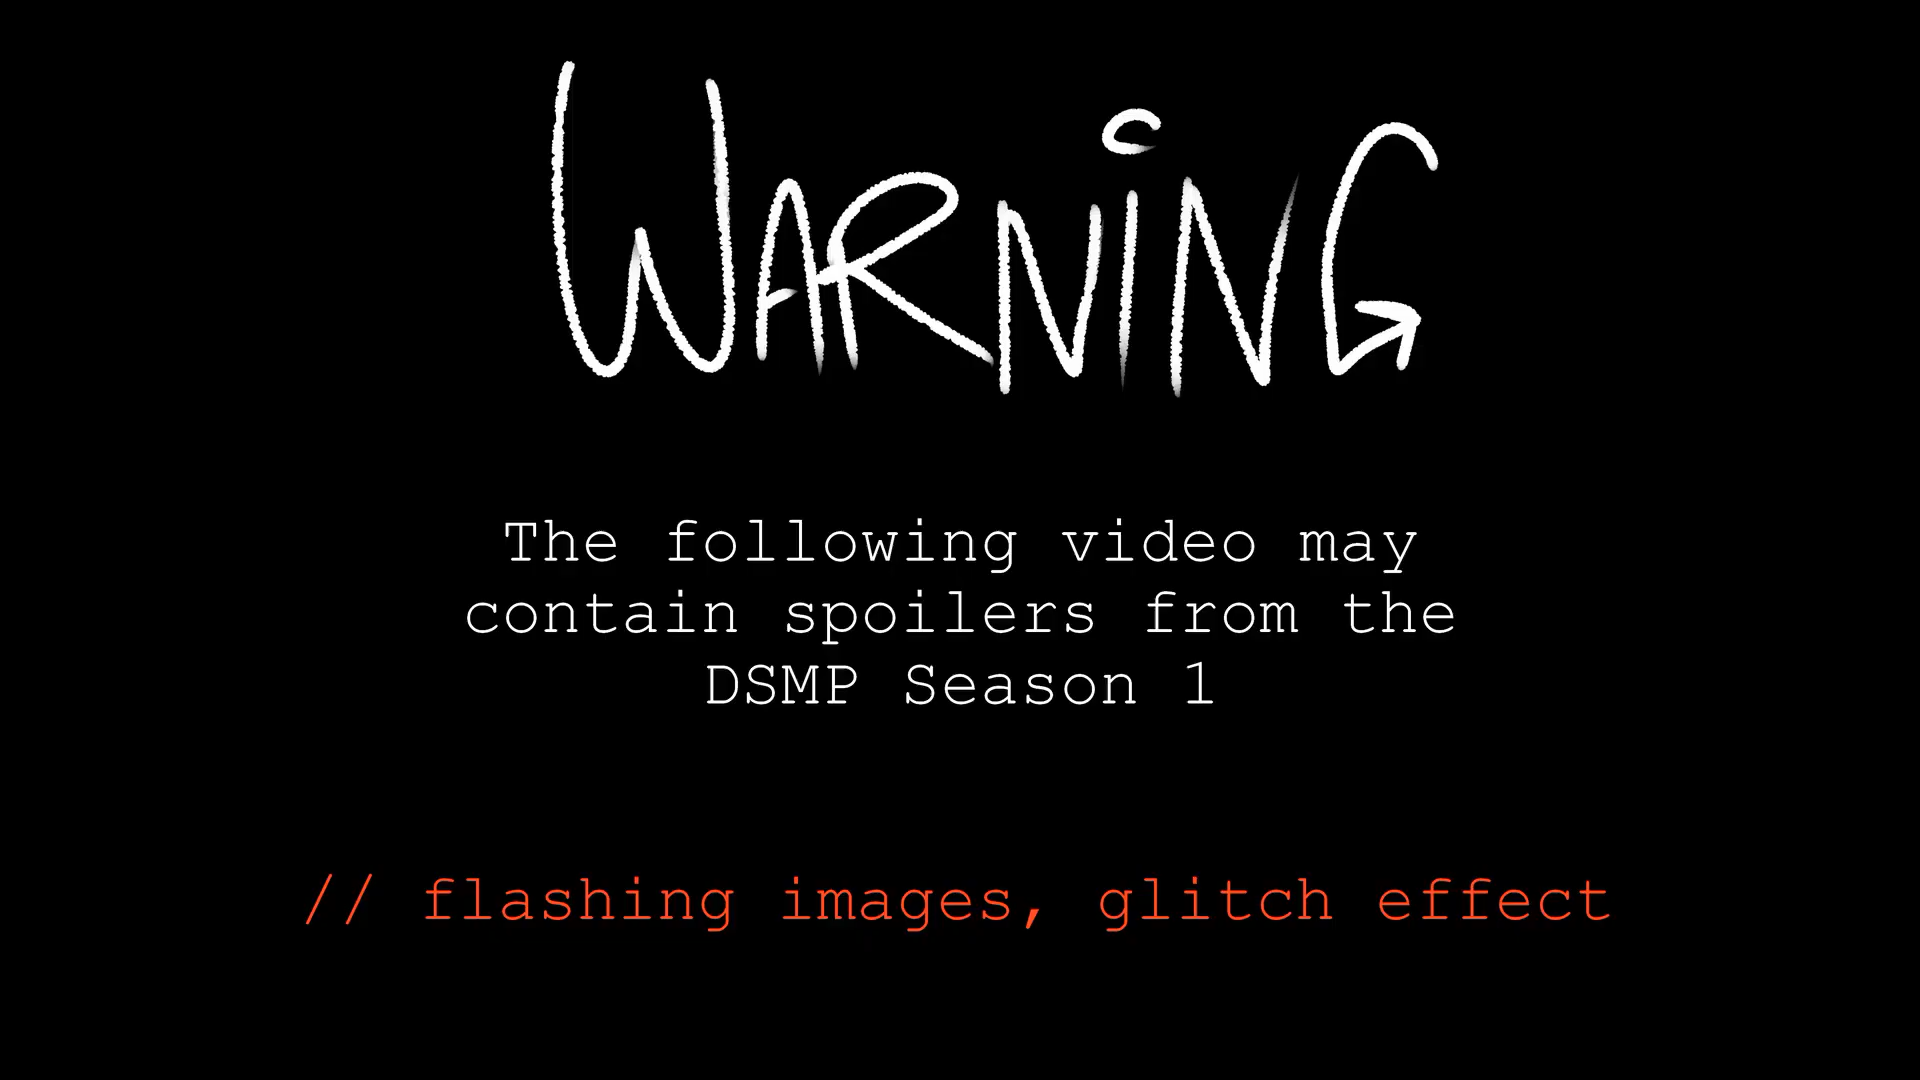 WARNiNG
The following video may
contain spoilers from the
DSMP Season 1
// flashing images, glitch effect